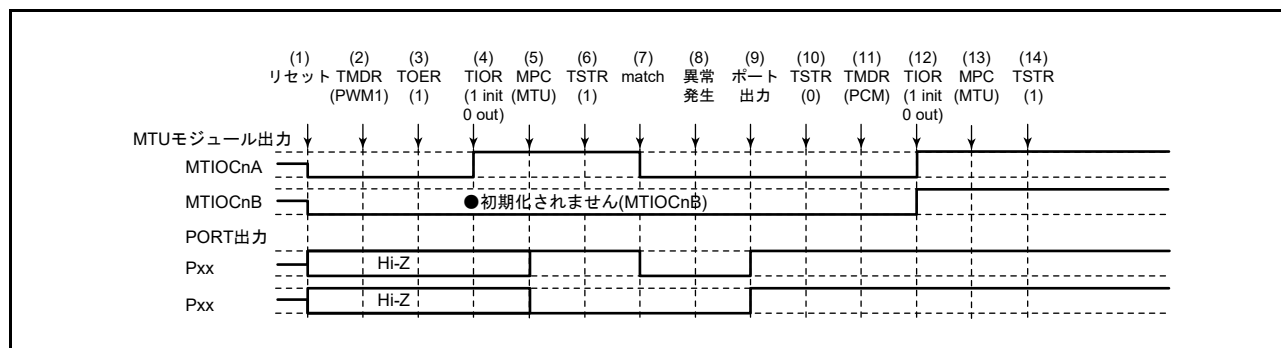 (1) (2) (3) (4) (5) (6) (7) (8) (9) (10) (11) (12) (13) (14)
リセット TMDR TOER TIOR MPC TSTR match 異常 ポート TSTR TMDR TIOR MPC TSTR
(PWM1) (1) (1 init (MTU) (1) 発生 出力 (0) (PCM) (1 init (MTU) (1)
0 out) 0 out)
MTUモジュール出力
MTIOCnA
MTIOCnB ●初期化されません(MTIOCnB)
PORT出力
Pxx Hi-Z
Pxx Hi-Z